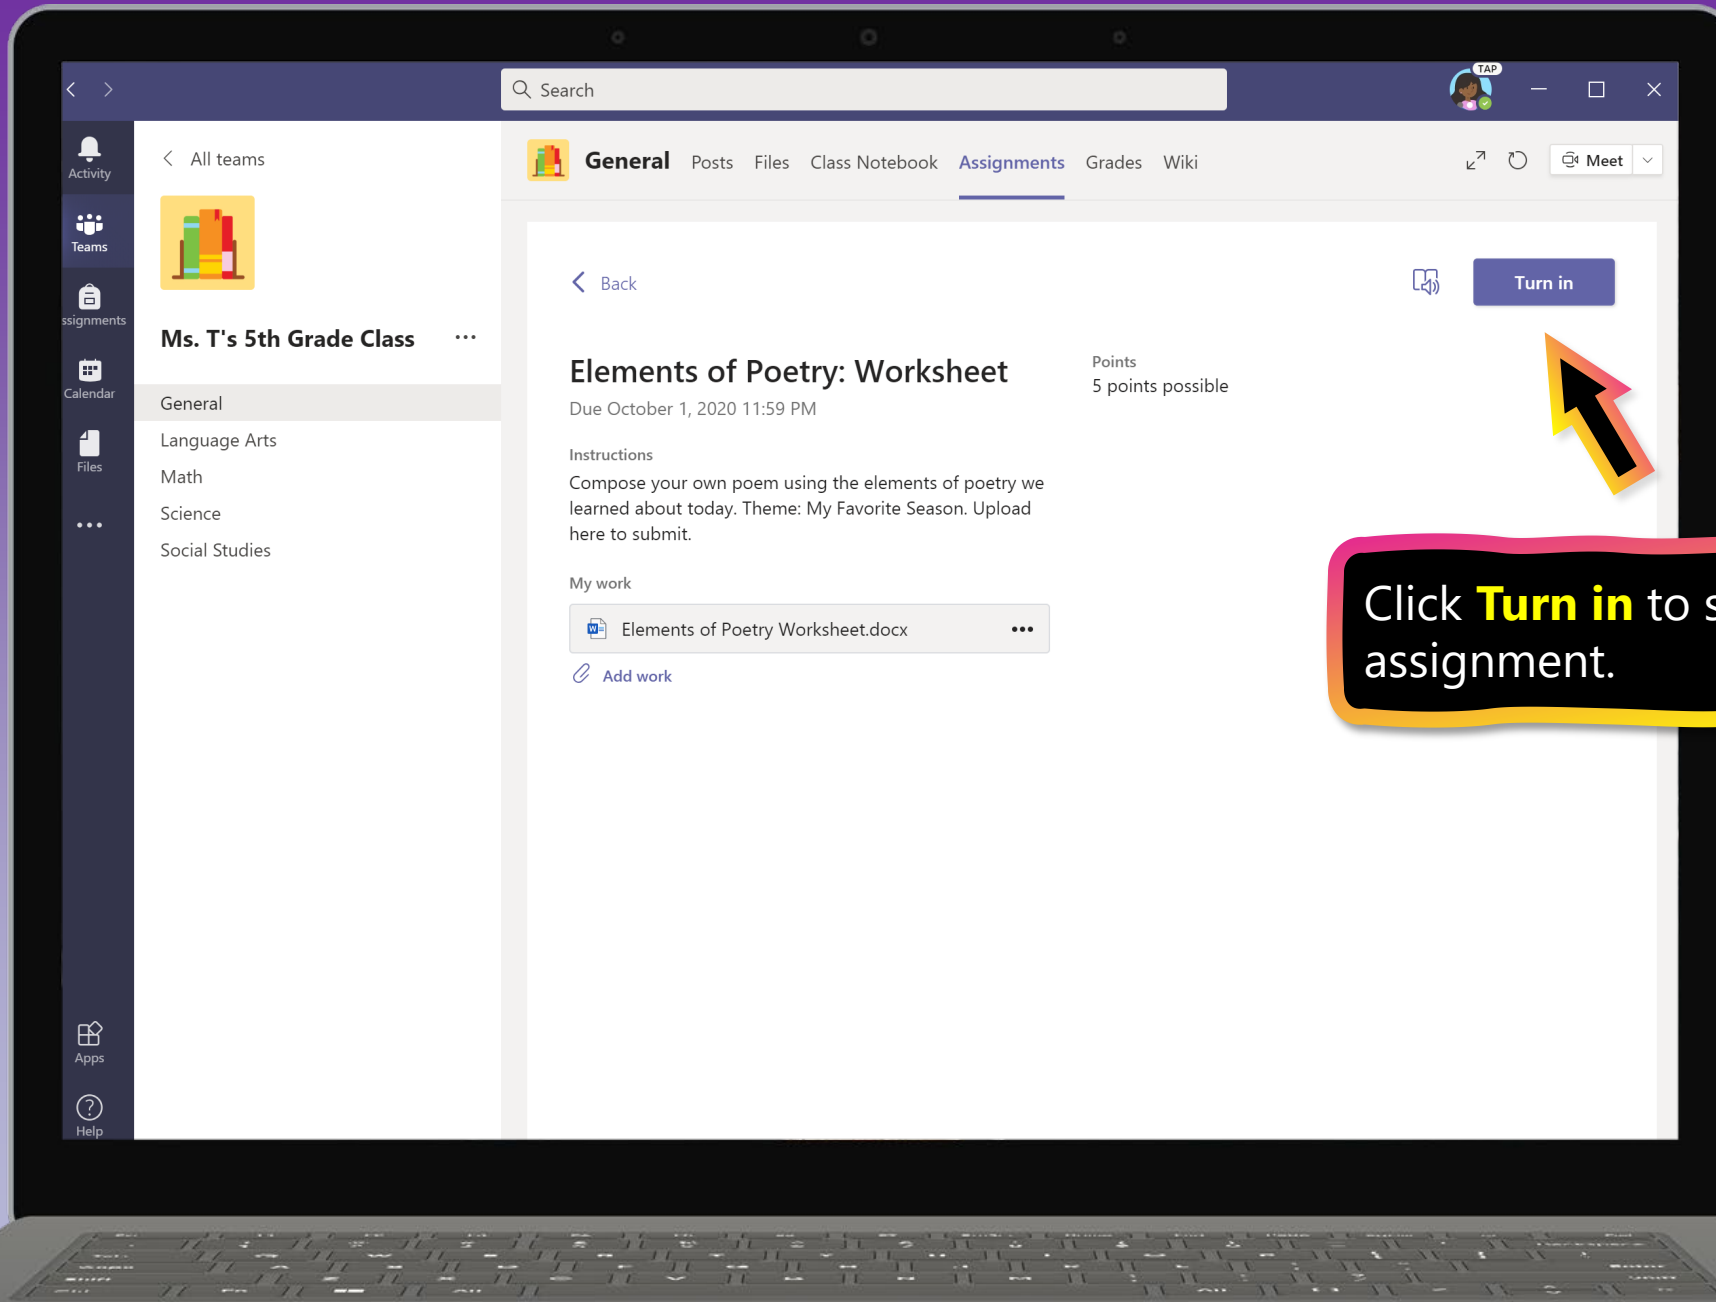 Search
TAP
Activity
Teams
ssignments
Calendar
Files
Apps
Help
All teams
Ms. T's 5th Grade Class
General
Language Arts
Math
Science
Social Studies
General Posts Files Class Notebook Assignments Grades Wiki
Meet
Back
Turn in
Elements of Poetry: Worksheet
Due October 1, 2020 11:59 PM
Points
5 points possible
Instructions
Compose your own poem using the elements of poetry we
learned about today. Theme: My Favorite Season. Upload
here to submit.
My work
Elements of Poetry Worksheet.docx
Add work
Click Turn in to s
assignment.